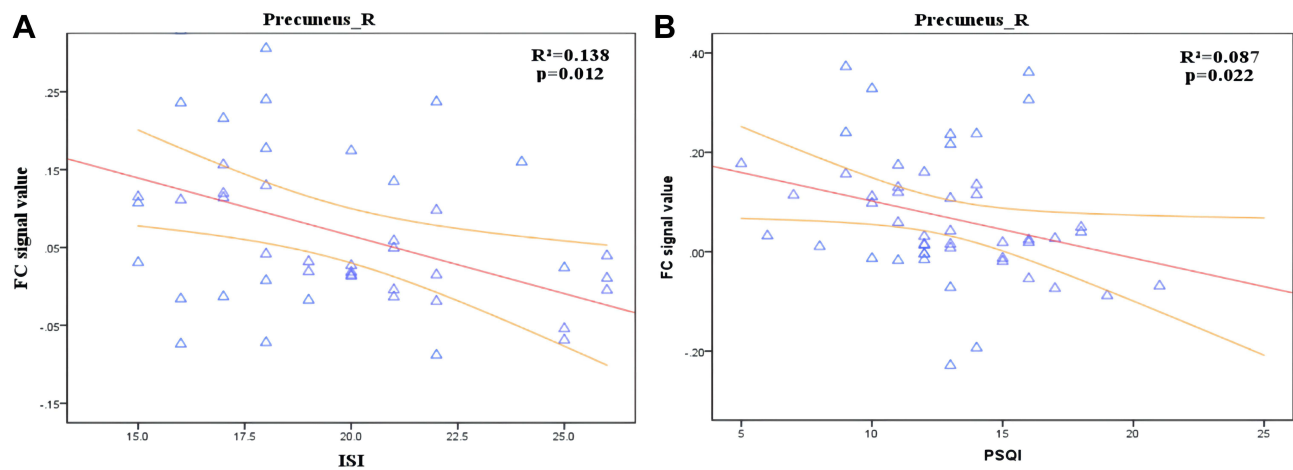 A
Precuneus_R
R²=0.138
p=0.012
FC signal value
.25
.15
.05
-.05
-.15
15.0
17.5
20.0
22.5
25.0
ISI
B
Precuneus_R
R²=0.087
p=0.022
FC signal value
.40
.20
.00
-.20
5
10
15
20
25
PSQI